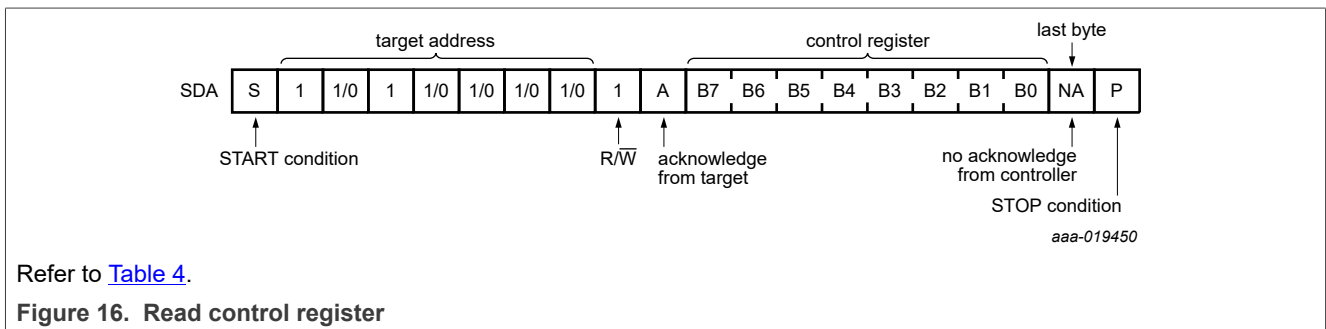 last byte
target address
control register
SDA S 1 1/0 1 1/0 1/0 1/0 1/0 1 A B7 B6 B5 B4 B3 B2 B1 B0 NA P
START condition
R/W̅
acknowledge
from target
no acknowledge
from controller
STOP condition
aaa-019450
Refer to Table 4.
Figure 16. Read control register